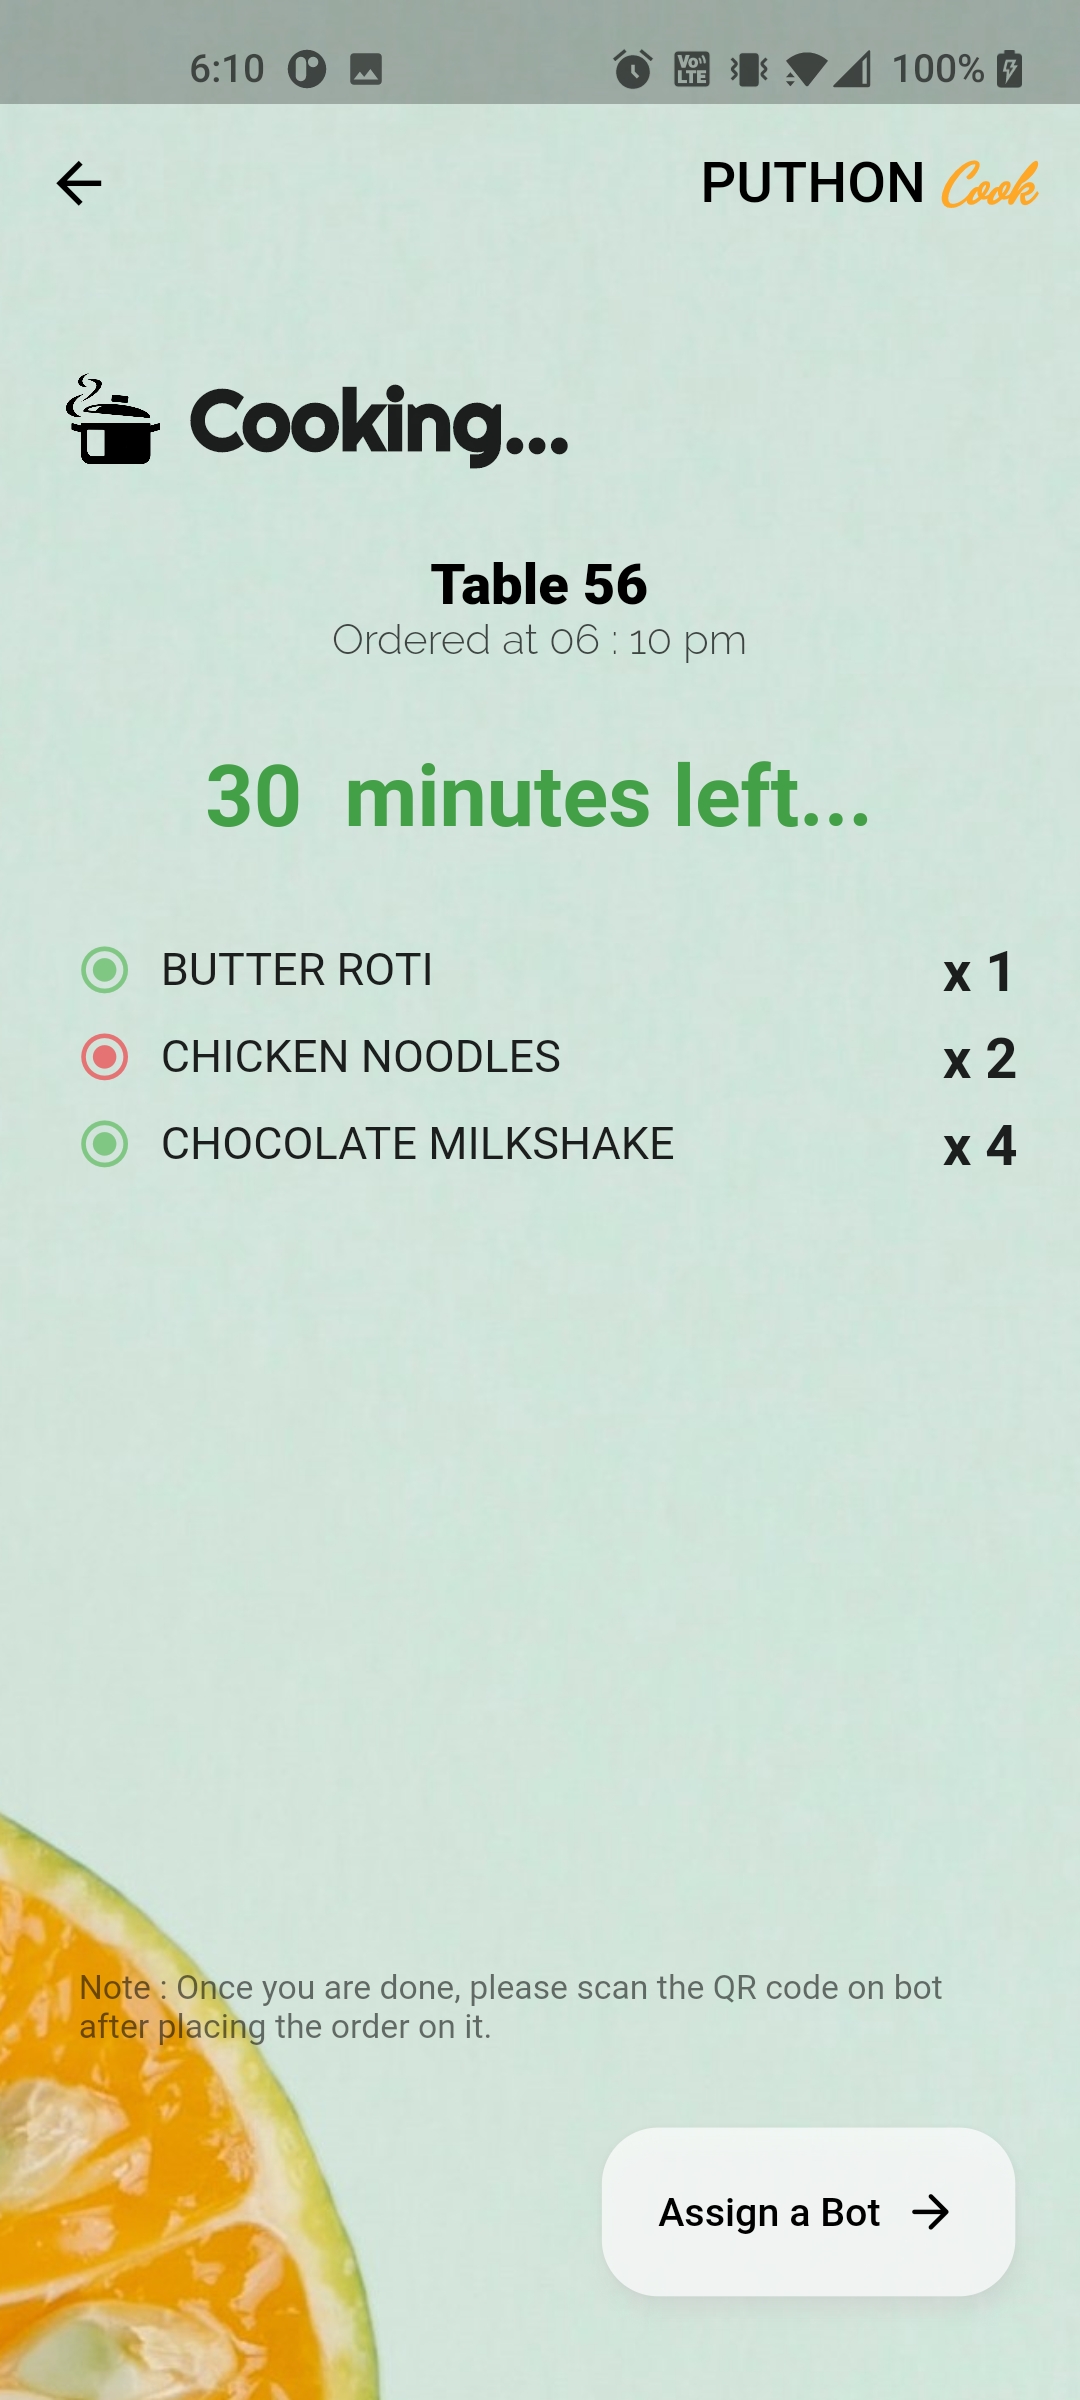 6:10 VoLTE 100%
PUTHON Cook
Cooking...
Table 56
Ordered at 06 : 10 pm
30 minutes left...
BUTTER ROTI x 1
CHICKEN NOODLES x 2
CHOCOLATE MILKSHAKE x 4
Note : Once you are done, please scan the QR code on bot
after placing the order on it.
Assign a Bot